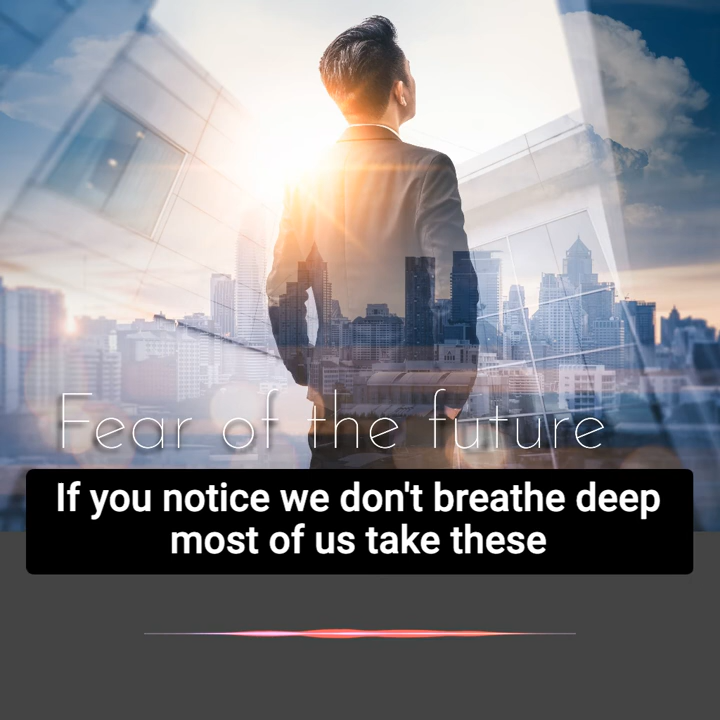 Fear of the future
If you notice we don't breathe deep
most of us take these